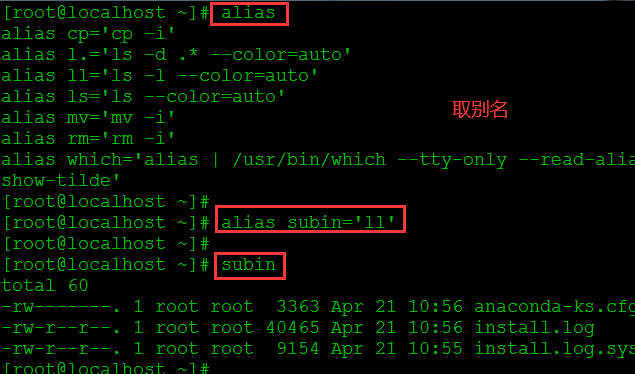 [root@localhost ~]# alias
alias cp='cp -i'
alias l.='ls -d .* --color=auto'
alias ll='ls -l --color=auto'
alias ls='ls --color=auto'
alias mv='mv -i'
取别名
alias rm='rm -i'
alias which='alias | /usr/bin/which --tty-only --read-alia
show-tilde'
[root@localhost ~]#
[root@localhost ~]# alias subin='ll'
[root@localhost ~]#
[root@localhost ~]# subin
total 60
-rw-------. 1 root root  3363 Apr 21 10:56 anaconda-ks.cfg
-rw-r--r--. 1 root root 40465 Apr 21 10:56 install.log
-rw-r--r--. 1 root root  9154 Apr 21 10:55 install.log.sys
[root@localhost ~]#